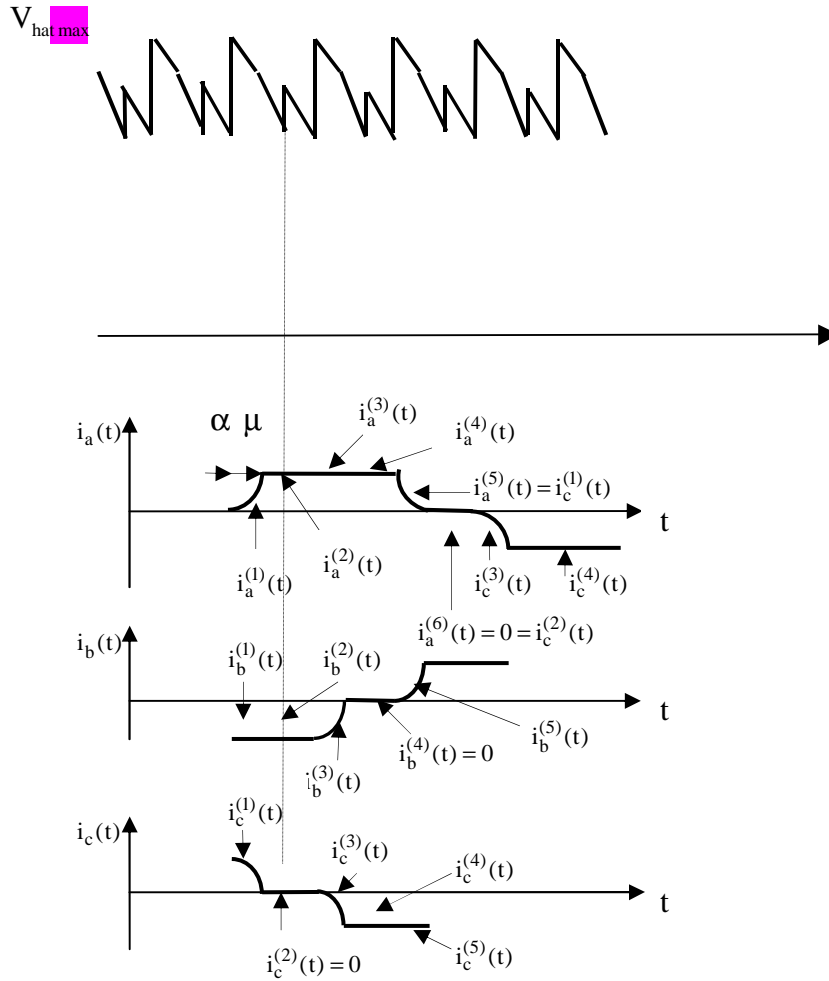 V_hat max
α μ
i_a(t)
i_a^(3)(t)
i_a^(4)(t)
i_a^(5)(t) = i_c^(1)(t)
t
i_a^(1)(t)
i_a^(2)(t)
i_c^(3)(t)
i_c^(4)(t)
i_a^(6)(t) = 0 = i_c^(2)(t)
i_b(t)
i_b^(1)(t)
i_b^(2)(t)
t
i_b^(3)(t)
i_b^(4)(t) = 0
i_b^(5)(t)
i_c(t)
i_c^(1)(t)
i_c^(3)(t)
i_c^(4)(t)
t
i_c^(2)(t) = 0
i_c^(5)(t)